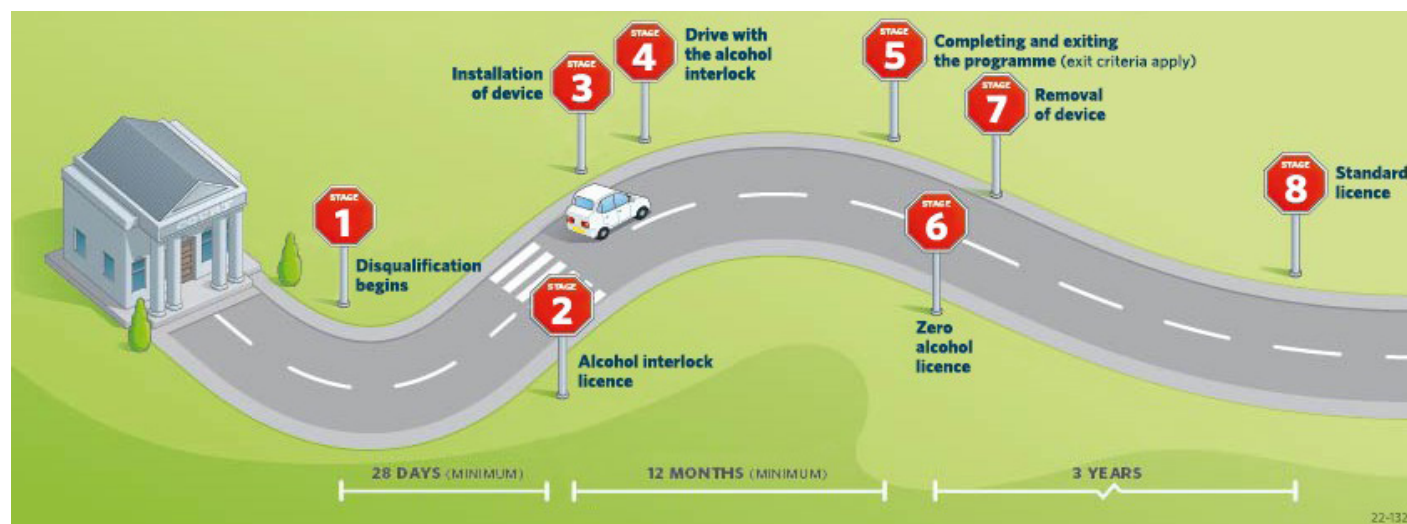 STAGE
1
Disqualification
begins
STAGE
2
Alcohol interlock
licence
Installation
of device
STAGE
3
STAGE
4
Drive with
the alcohol
interlock
STAGE
5
Completing and exiting
the programme (exit criteria apply)
STAGE
6
Zero
alcohol
licence
STAGE
7
Removal
of device
STAGE
8
Standard
licence
28 DAYS (MINIMUM)
12 MONTHS (MINIMUM)
3 YEARS
22-132